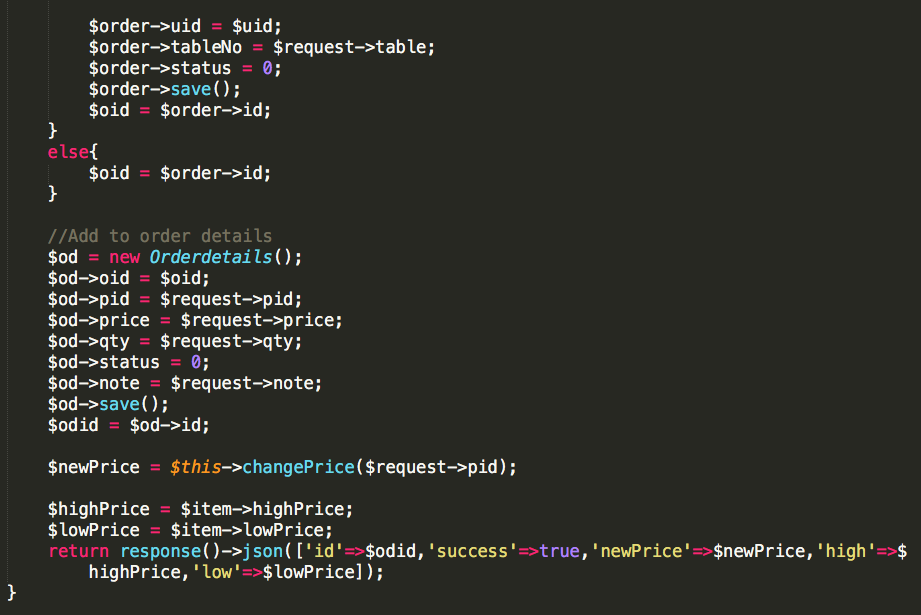 $order->uid = $uid;
$order->tableNo = $request->table;
$order->status = 0;
$order->save();
$oid = $order->id;
}
else{
$oid = $order->id;
}
//Add to order details
$od = new Orderdetails();
$od->oid = $oid;
$od->pid = $request->pid;
$od->price = $request->price;
$od->qty = $request->qty;
$od->status = 0;
$od->note = $request->note;
$od->save();
$odid = $od->id;
$newPrice = $this->changePrice($request->pid);
$highPrice = $item->highPrice;
$lowPrice = $item->lowPrice;
return response()->json(['id'=>$odid,'success'=>true,'newPrice'=>$newPrice,'high'=>$
highPrice,'low'=>$lowPrice]);
}